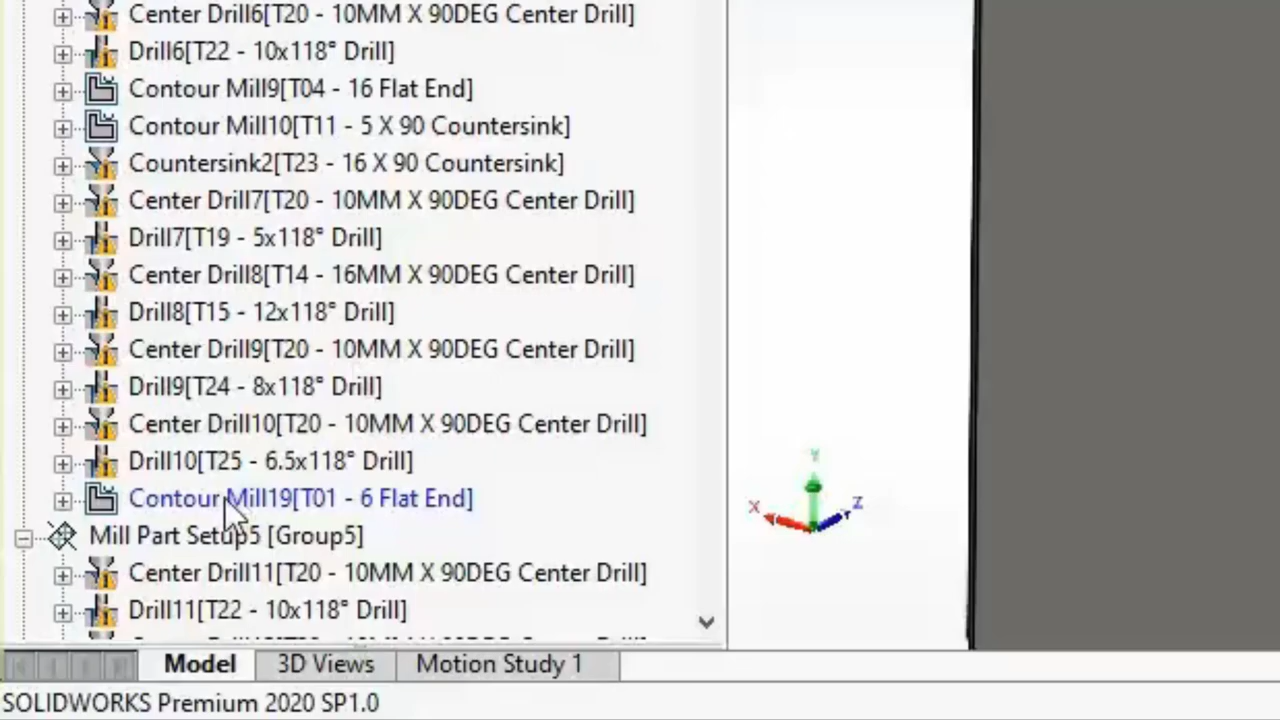 Center Drill6[T20 - 10MM X 90DEG Center Drill]
Drill6[T22 - 10x118° Drill]
Contour Mill9[T04 - 16 Flat End]
Contour Mill10[T11 - 5 X 90 Countersink]
Countersink2[T23 - 16 X 90 Countersink]
Center Drill7[T20 - 10MM X 90DEG Center Drill]
Drill7[T19 - 5x118° Drill]
Center Drill8[T14 - 16MM X 90DEG Center Drill]
Drill8[T15 - 12x118° Drill]
Center Drill9[T20 - 10MM X 90DEG Center Drill]
Drill9[T24 - 8x118° Drill]
Center Drill10[T20 - 10MM X 90DEG Center Drill]
Drill10[T25 - 6.5x118° Drill]
Contour Mill19[T01 - 6 Flat End]
Mill Part Setup5 [Group5]
Center Drill11[T20 - 10MM X 90DEG Center Drill]
Drill11[T22 - 10x118° Drill]
Y
X
Z
Model
3D Views
Motion Study 1
SOLIDWORKS Premium 2020 SP1.0